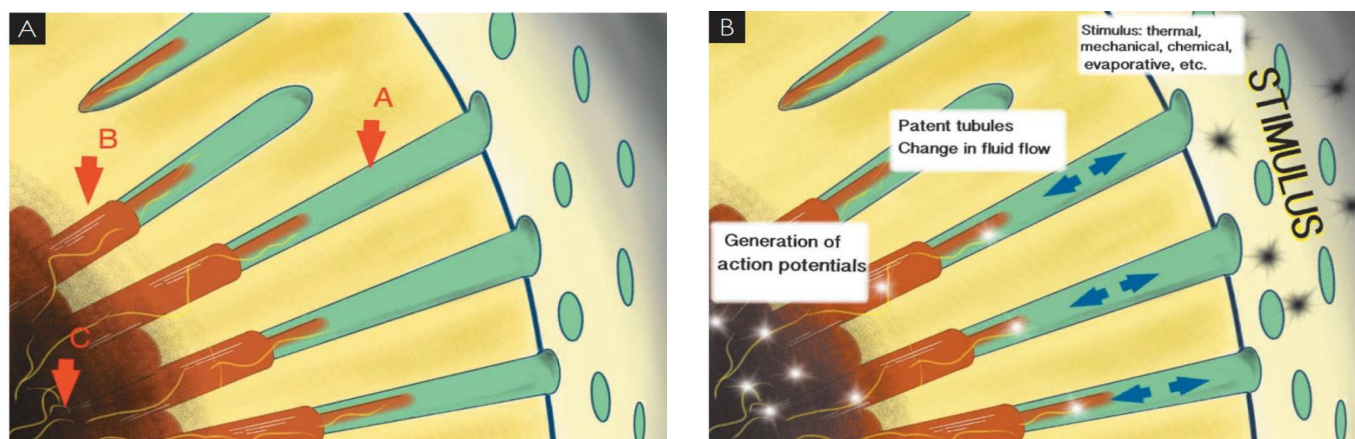 A
A
B
C
B
Stimulus: thermal,
mechanical, chemical,
evaporative, etc.
STIMULUS
Patent tubules
Change in fluid flow
Generation of
action potentials